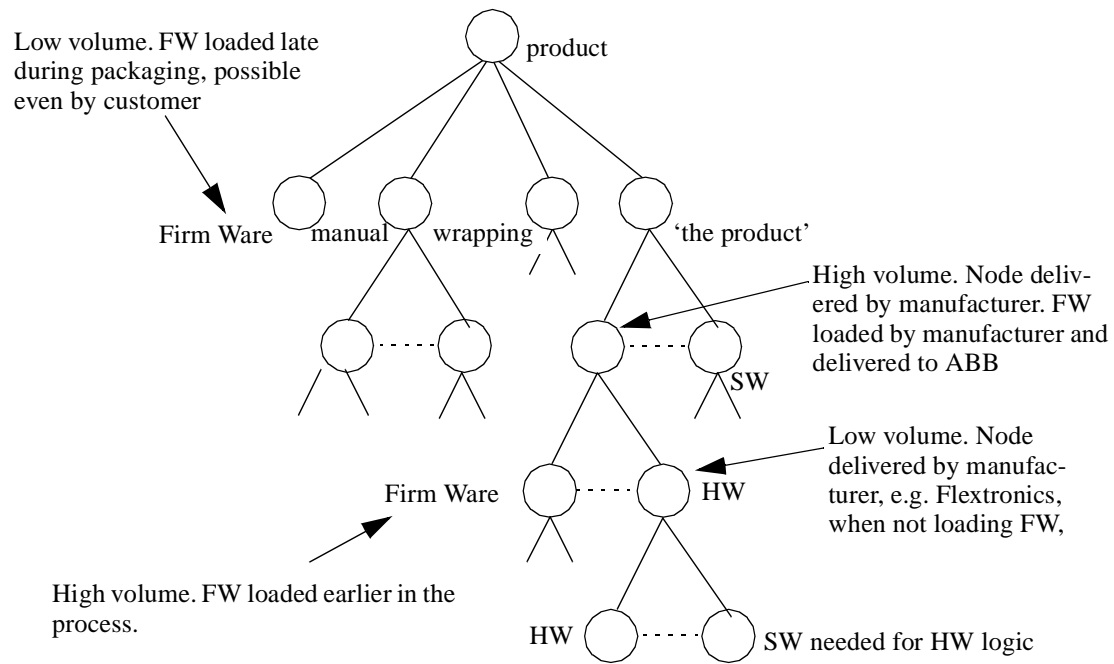 Low volume. FW loaded late
during packaging, possible
even by customer
product
Firm Ware
manual
wrapping
‘the product’
High volume. Node deliv-
ered by manufacturer. FW
loaded by manufacturer and
delivered to ABB
SW
Low volume. Node
delivered by manufac-
turer, e.g. Flextronics,
when not loading FW,
Firm Ware
HW
High volume. FW loaded earlier in the
process.
HW
SW needed for HW logic